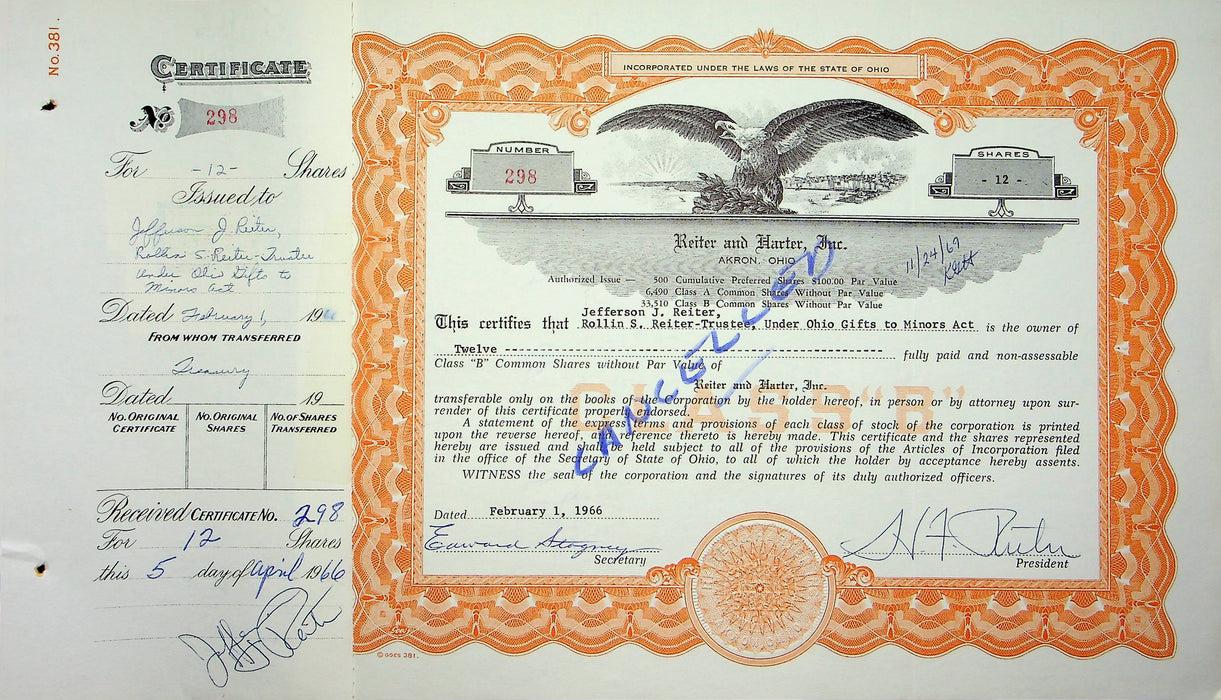 No. 381.
CERTIFICATE
No 298
For -12- Shares
Issued to
Jefferson J. Reiter,
Rollin S. Reiter-Trustee
Under Ohio Gifts to
Minors Act
Dated February 1, 1966
FROM WHOM TRANSFERRED
Treasury
Dated 19
NO. ORIGINAL CERTIFICATE NO. ORIGINAL SHARES NO. OF SHARES TRANSFERRED
Received CERTIFICATE NO. 298
For 12 Shares
this 5 day of April 1966
INCORPORATED UNDER THE LAWS OF THE STATE OF OHIO
NUMBER
298
SHARES
- 12 -
Reiter and Harter, Inc.
AKRON, OHIO
11/24/69
Authorized Issue — 500 Cumulative Preferred Shares $100.00 Par Value
6,490 Class A Common Shares Without Par Value
33,510 Class B Common Shares Without Par Value
Jefferson J. Reiter,
This certifies that Rollin S. Reiter-Trustee, Under Ohio Gifts to Minors Act is the owner of
Twelve ------------------------------ fully paid and non-assessable
Class "B" Common Shares without Par Value of
Reiter and Harter, Inc.
CLASS "B"
CANCELLED
transferable only on the books of the corporation by the holder hereof, in person or by attorney upon sur-
render of this certificate properly endorsed.
A statement of the express terms and provisions of each class of stock of the corporation is printed
upon the reverse hereof, and reference thereto is hereby made. This certificate and the shares represented
hereby are issued and shall be held subject to all of the provisions of the Articles of Incorporation filed
in the office of the Secretary of State of Ohio, to all of which the holder by acceptance hereby assents.
WITNESS the seal of the corporation and the signatures of its duly authorized officers.
Dated February 1, 1966
Secretary
H F Reiter
President
© GOES 381.